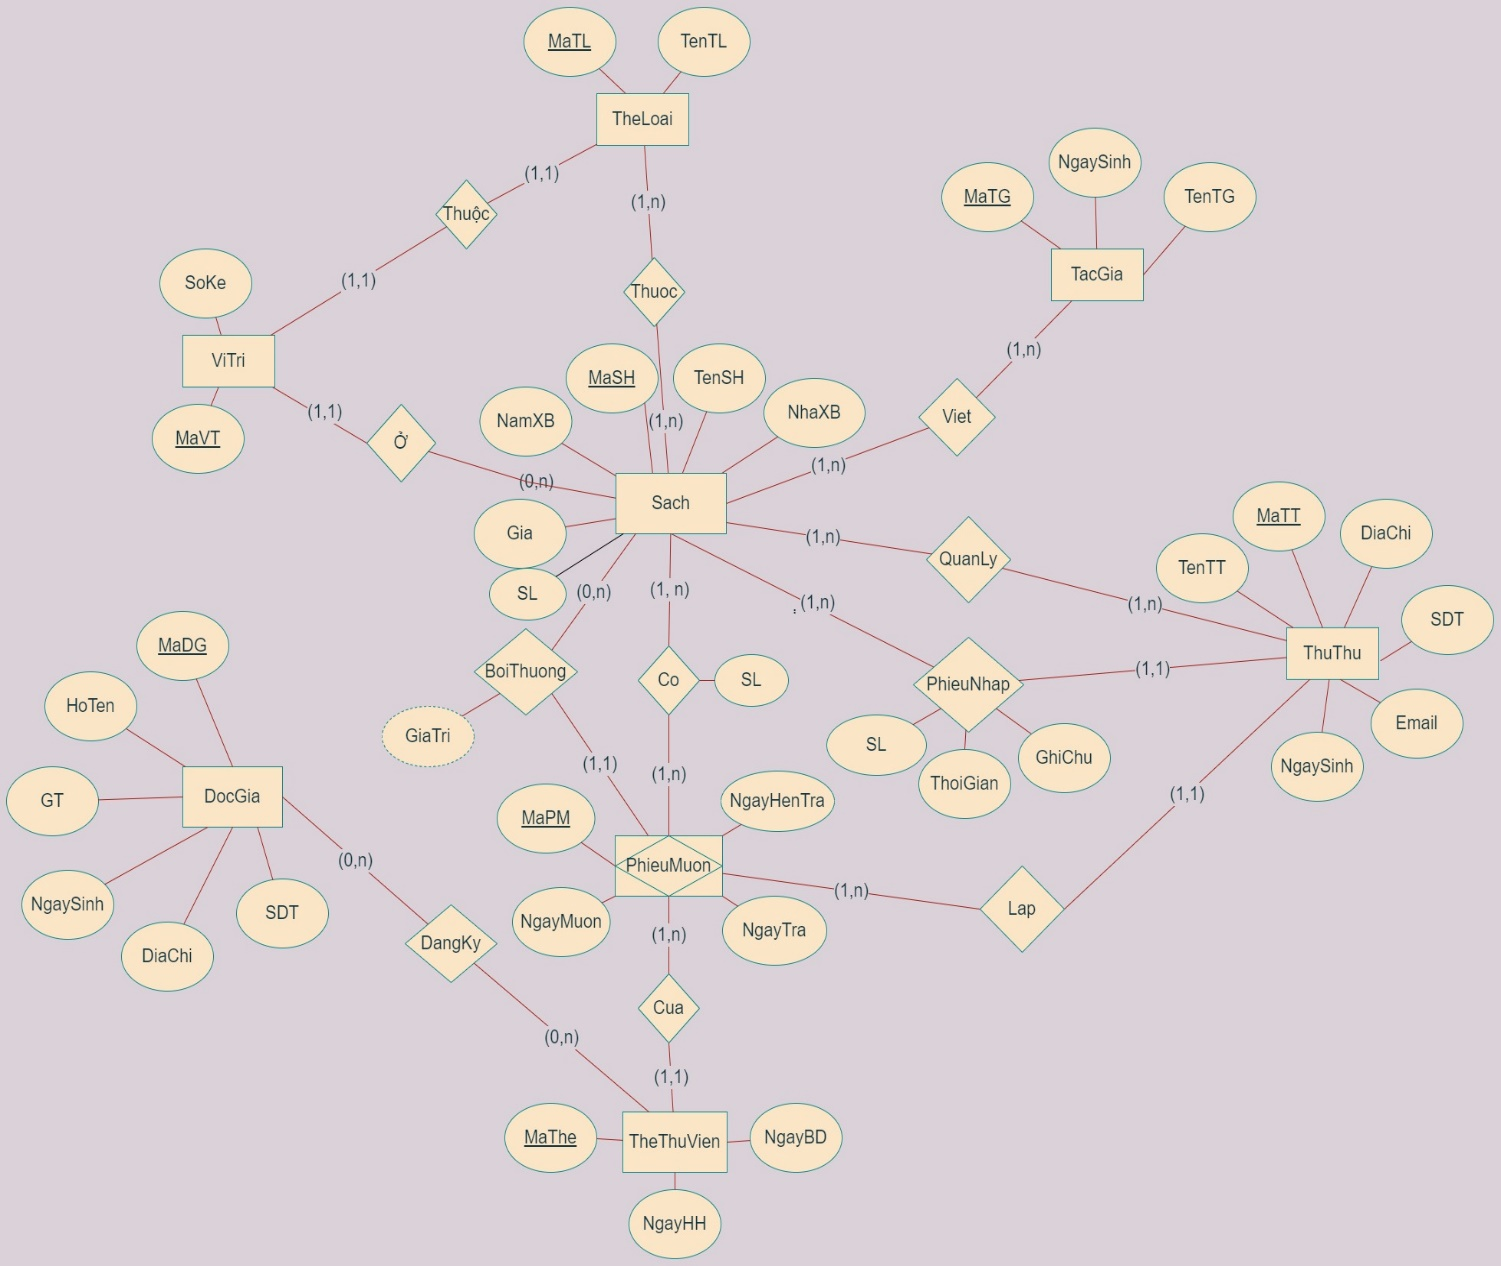 MaTL
TenTL
TheLoai
(1,1)
Thuộc
(1,n)
NgaySinh
MaTG
TenTG
TacGia
(1,1)
SoKe
Thuoc
ViTri
(1,n)
MaSH
TenSH
NhaXB
NamXB
(1,n)
Viet
(1,1)
MaVT
Ở
(1,n)
(0,n)
Sach
Gia
(1,n)
QuanLy
MaTT
DiaChi
TenTT
SL
(0,n)
(1, n)
: (1,n)
(1,n)
SDT
MaDG
BoiThuong
Co
SL
PhieuNhap
(1,1)
ThuThu
HoTen
GiaTri
SL
ThoiGian
GhiChu
Email
NgaySinh
(1,1)
(1,n)
GT
DocGia
MaPM
NgayHenTra
(1,1)
(0,n)
PhieuMuon
(1,n)
Lap
NgaySinh
SDT
DiaChi
NgayMuon
NgayTra
(1,n)
DangKy
Cua
(0,n)
(1,1)
MaThe
TheThuVien
NgayBD
NgayHH